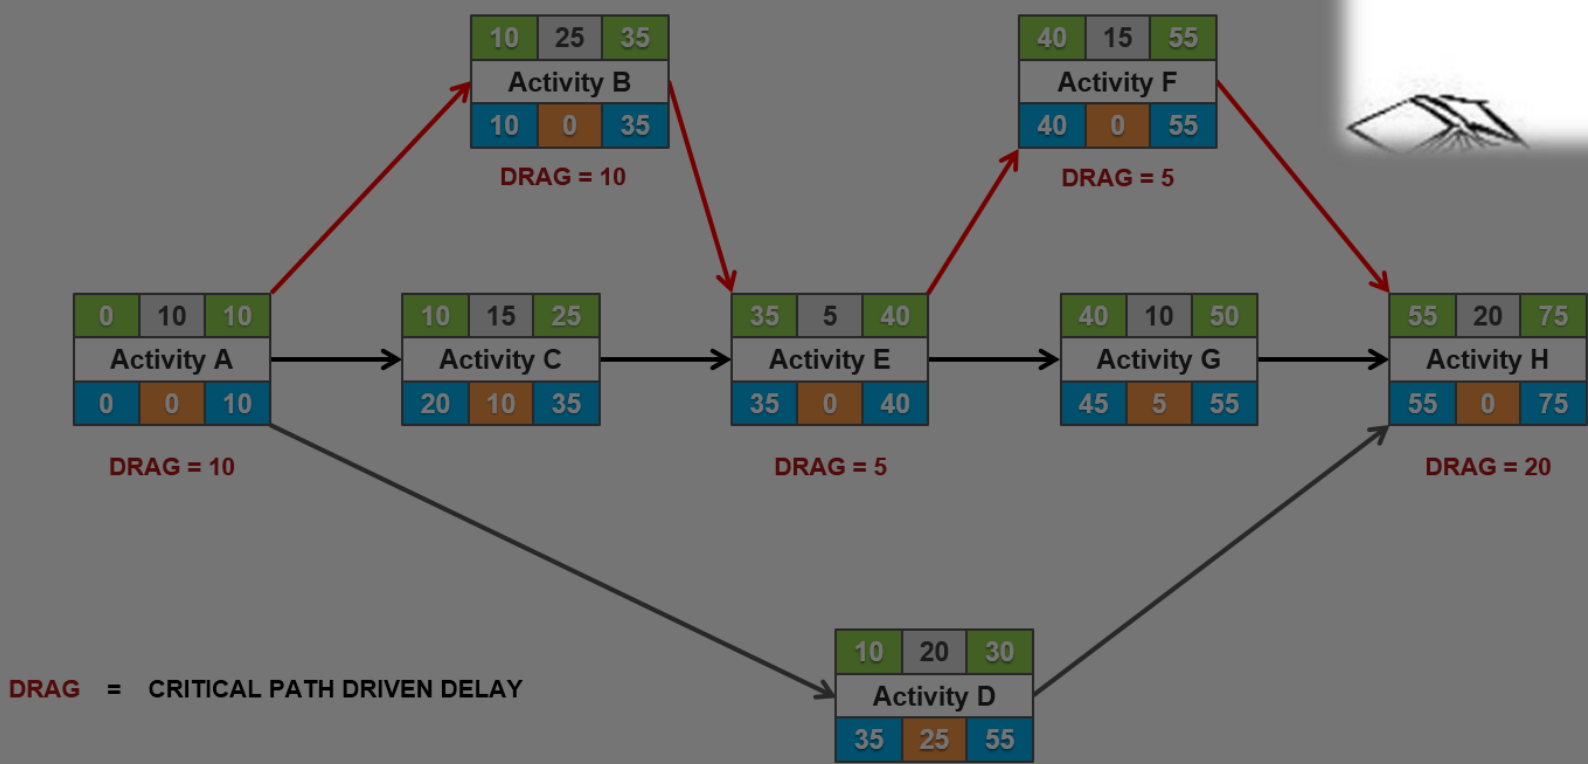 10 25 35
Activity B
10 0 35
DRAG = 10
40 15 55
Activity F
40 0 55
DRAG = 5
0 10 10
Activity A
0 0 10
DRAG = 10
10 15 25
Activity C
20 10 35
35 5 40
Activity E
35 0 40
DRAG = 5
40 10 50
Activity G
45 5 55
55 20 75
Activity H
55 0 75
DRAG = 20
10 20 30
Activity D
35 25 55
DRAG = CRITICAL PATH DRIVEN DELAY